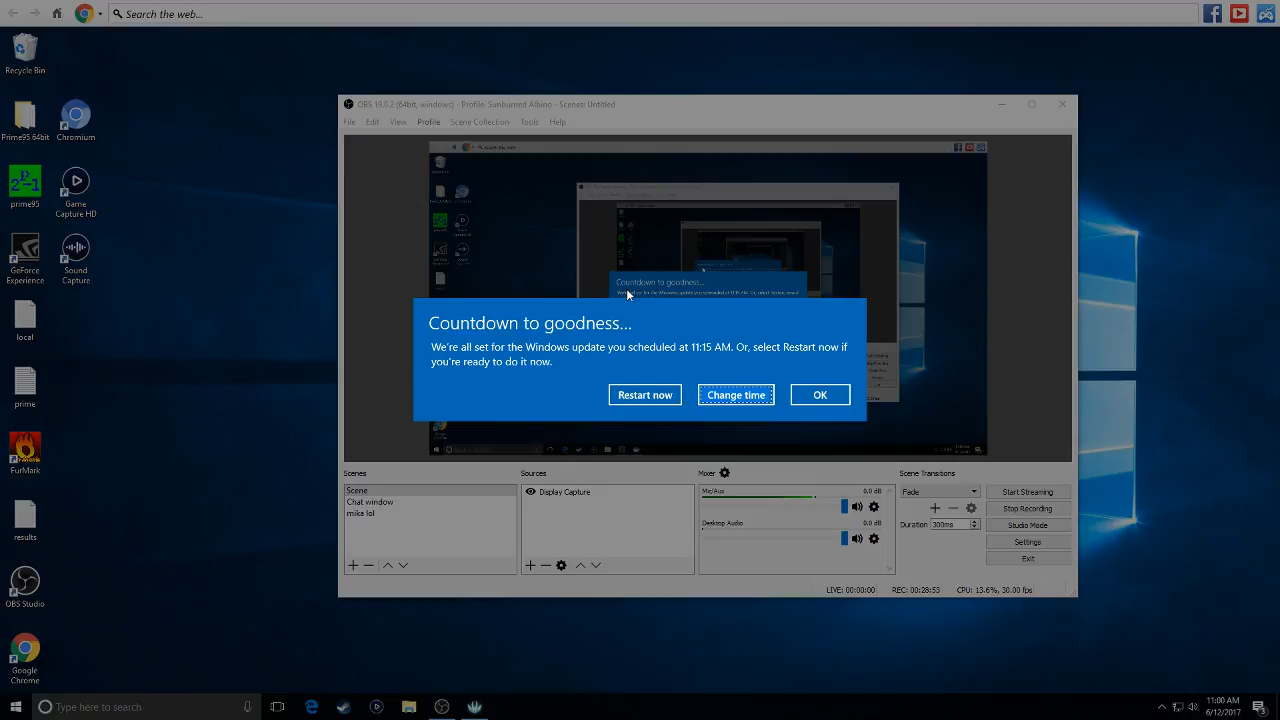 Search the web...
Recycle Bin
Prime95 64bit
Chromium
prime95
Game
Capture HD
GeForce
Experience
Sound
Capture
local
prime
FurMark
results
OBS Studio
Google
Chrome
OBS 19.0.2 (64bit, windows) - Profile: Sunburned Albino - Scenes: Untitled
File Edit View Profile Scene Collection Tools Help
Countdown to goodness...
Countdown to goodness...
We're all set for the Windows update you scheduled at 11:15 AM. Or, select Restart now if
you're ready to do it now.
Restart now Change time OK
Scenes
Scene
Chat window
mika lol
Sources
Display Capture
Mixer
Mic/Aux 0.0 dB
Desktop Audio 0.0 dB
Scene Transitions
Fade
Duration 300ms
Start Streaming
Stop Recording
Studio Mode
Settings
Exit
LIVE: 00:00:00 REC: 00:28:53 CPU: 13.6%, 30.00 fps
Type here to search
11:00 AM
6/12/2017
3